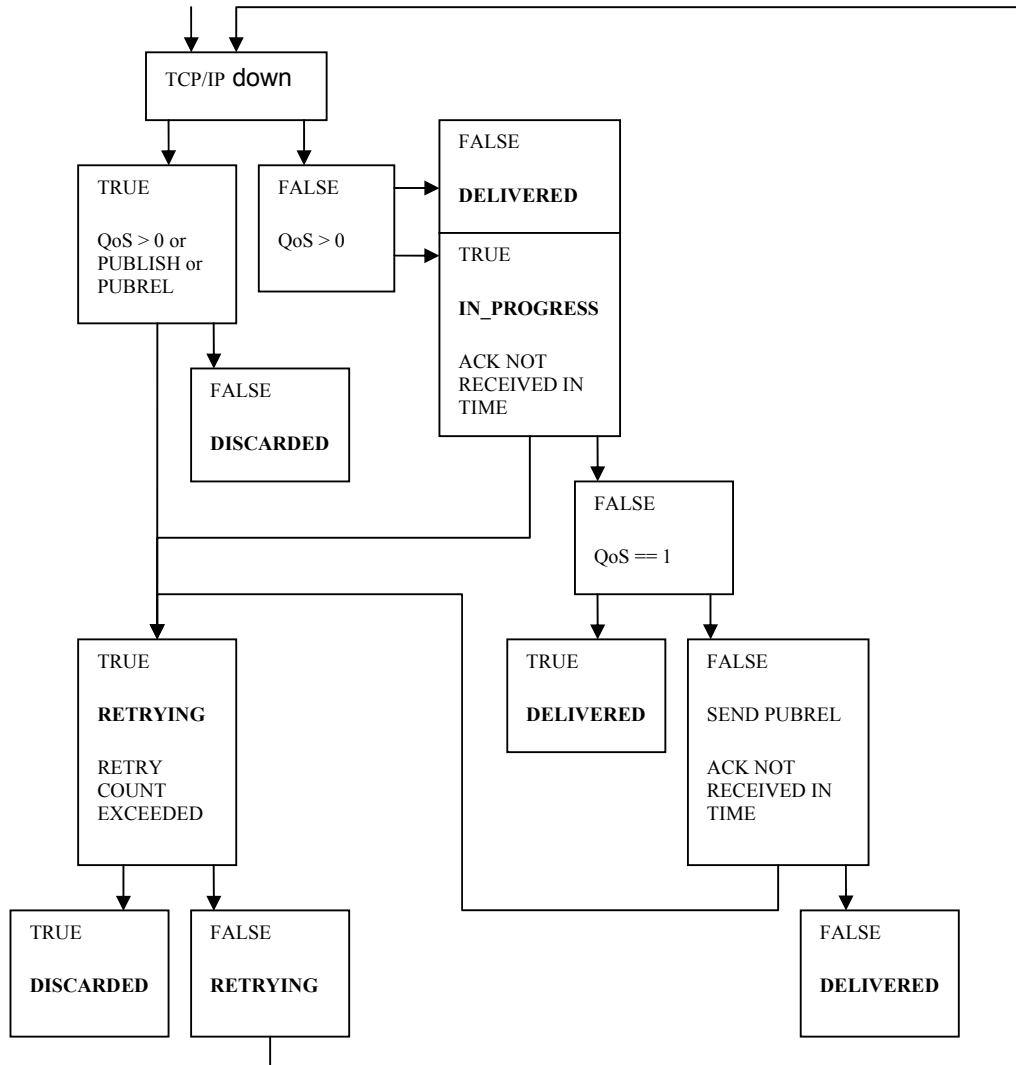 TCP/IP down
TRUE
QoS > 0 or
PUBLISH or
PUBREL
FALSE
QoS > 0
FALSE
DELIVERED
TRUE
IN_PROGRESS
ACK NOT
RECEIVED IN
TIME
FALSE
DISCARDED
FALSE
QoS == 1
TRUE
RETRYING
RETRY
COUNT
EXCEEDED
TRUE
DELIVERED
FALSE
SEND PUBREL
ACK NOT
RECEIVED IN
TIME
TRUE
DISCARDED
FALSE
RETRYING
FALSE
DELIVERED